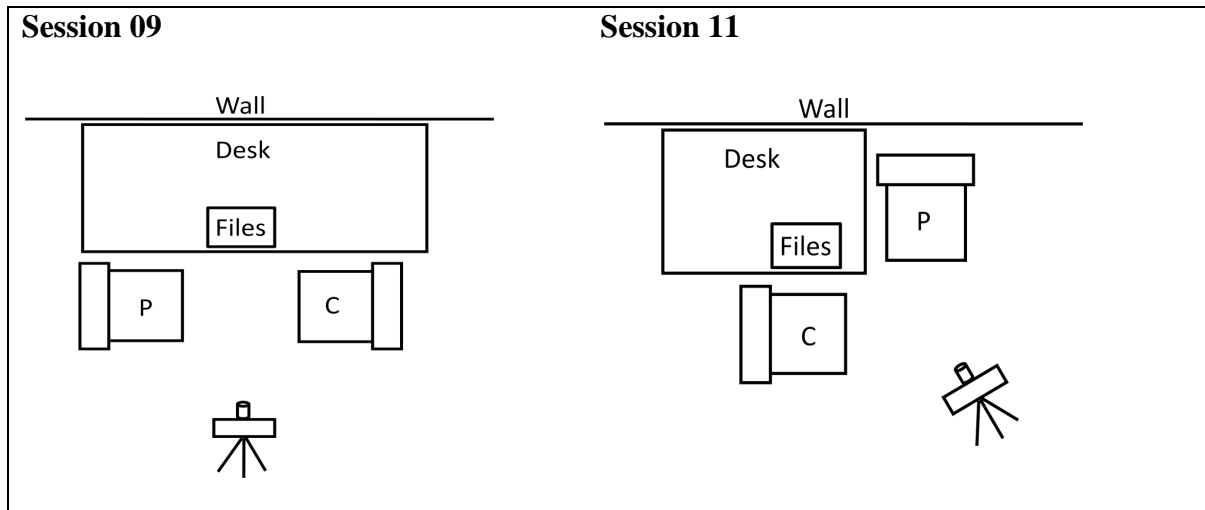 Session 09
Wall
Desk
Files
P
C
Session 11
Wall
Desk
Files
P
C